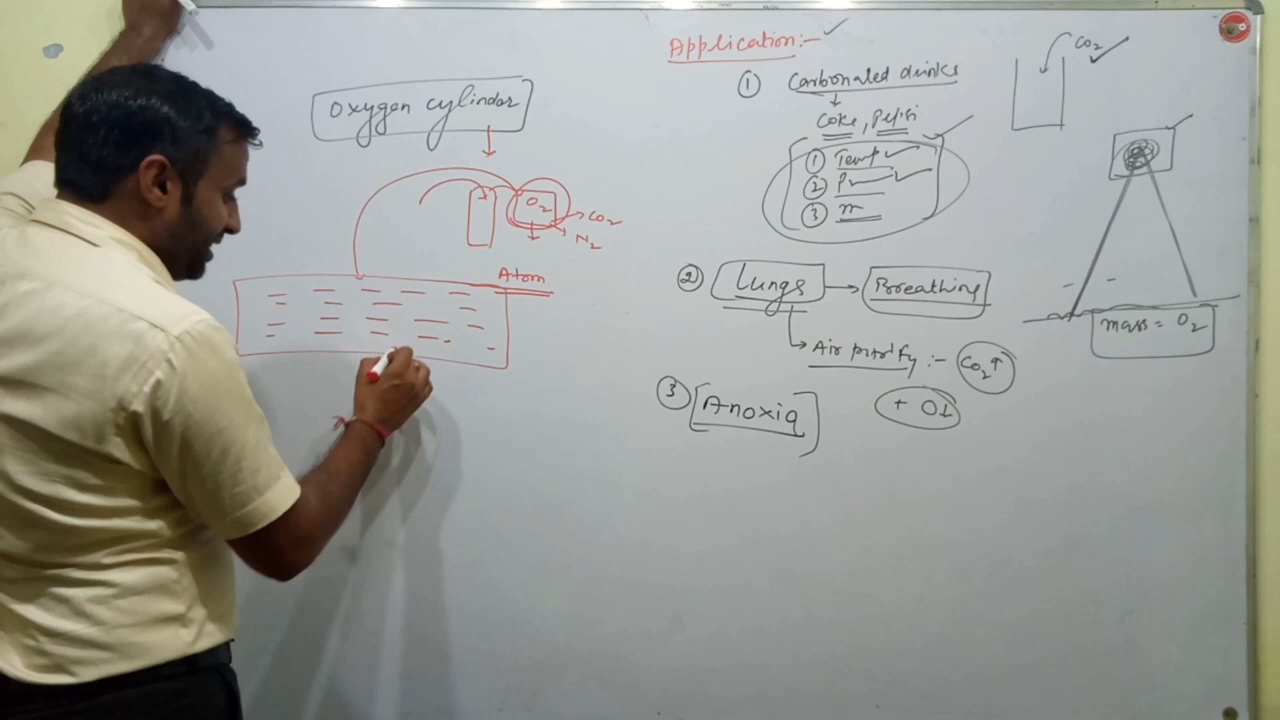 Oxygen cylinder
O2
CO2
N2
Atom
Application:-
① Carbonated drinks
Coke, Pepsi
① Temp
② P
③ m
② Lungs → Breathing
Air purify :- CO2↑
+ O↓
③ Anoxia
CO2
mass = O2